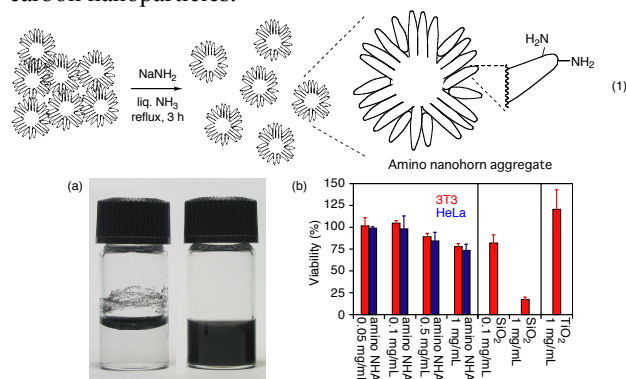 carbon nanoparticles.
NaNH2
liq. NH3
reflux, 3 h
H2N
NH2
(1)
Amino nanohorn aggregate
(a)
(b)
150
125
100
75
50
25
0
Viability (%)
3T3
HeLa
amino NHA
0.05 mg/mL
amino NHA
0.1 mg/mL
amino NHA
0.5 mg/mL
amino NHA
1 mg/mL
SiO2
0.1 mg/mL
SiO2
1 mg/mL
TiO2
1 mg/mL